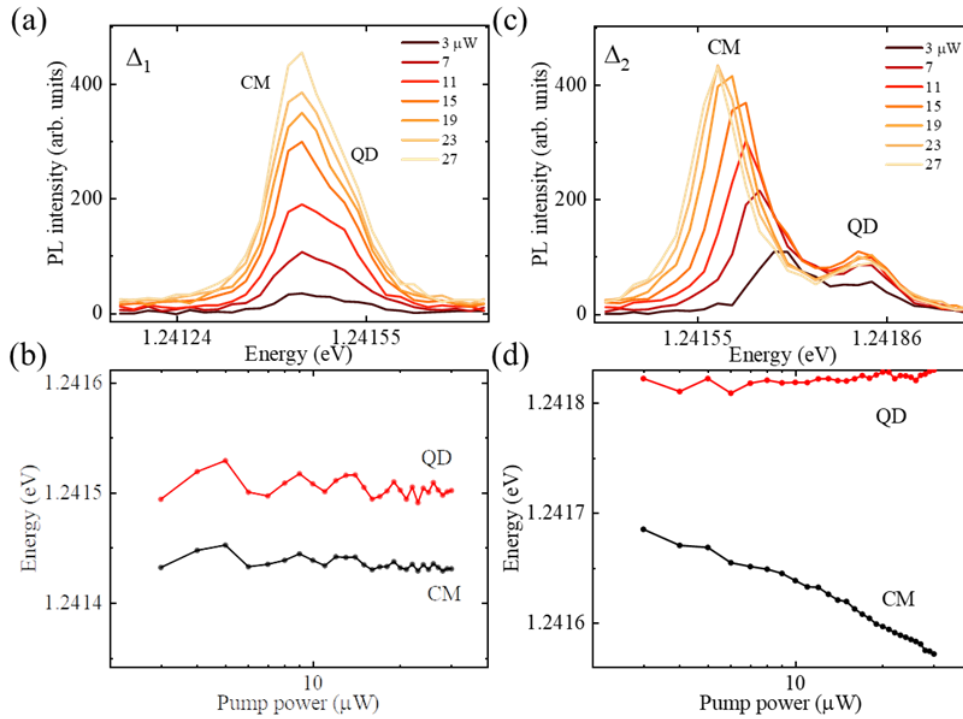 (a)
Δ1
CM
QD
3 μW
7
11
15
19
23
27
400
200
0
PL intensity (arb. units)
1.24124
1.24155
Energy (eV)
(c)
Δ2
CM
QD
3 μW
7
11
15
19
23
27
400
200
0
PL intensity (arb. units)
1.24155
1.24186
Energy (eV)
(b)
1.2416
1.2415
1.2414
Energy (eV)
QD
CM
10
Pump power (μW)
(d)
1.2418
1.2417
1.2416
Energy (eV)
QD
CM
10
Pump power (μW)